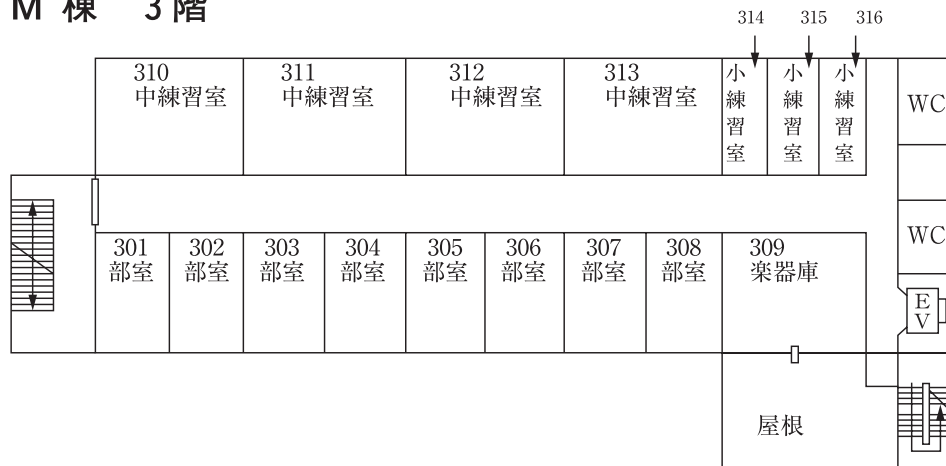 M 棟 3 階
314 315 316
310
中練習室
311
中練習室
312
中練習室
313
中練習室
小練習室
小練習室
小練習室
WC
WC
301
部室
302
部室
303
部室
304
部室
305
部室
306
部室
307
部室
308
部室
309
楽器庫
EV
屋根